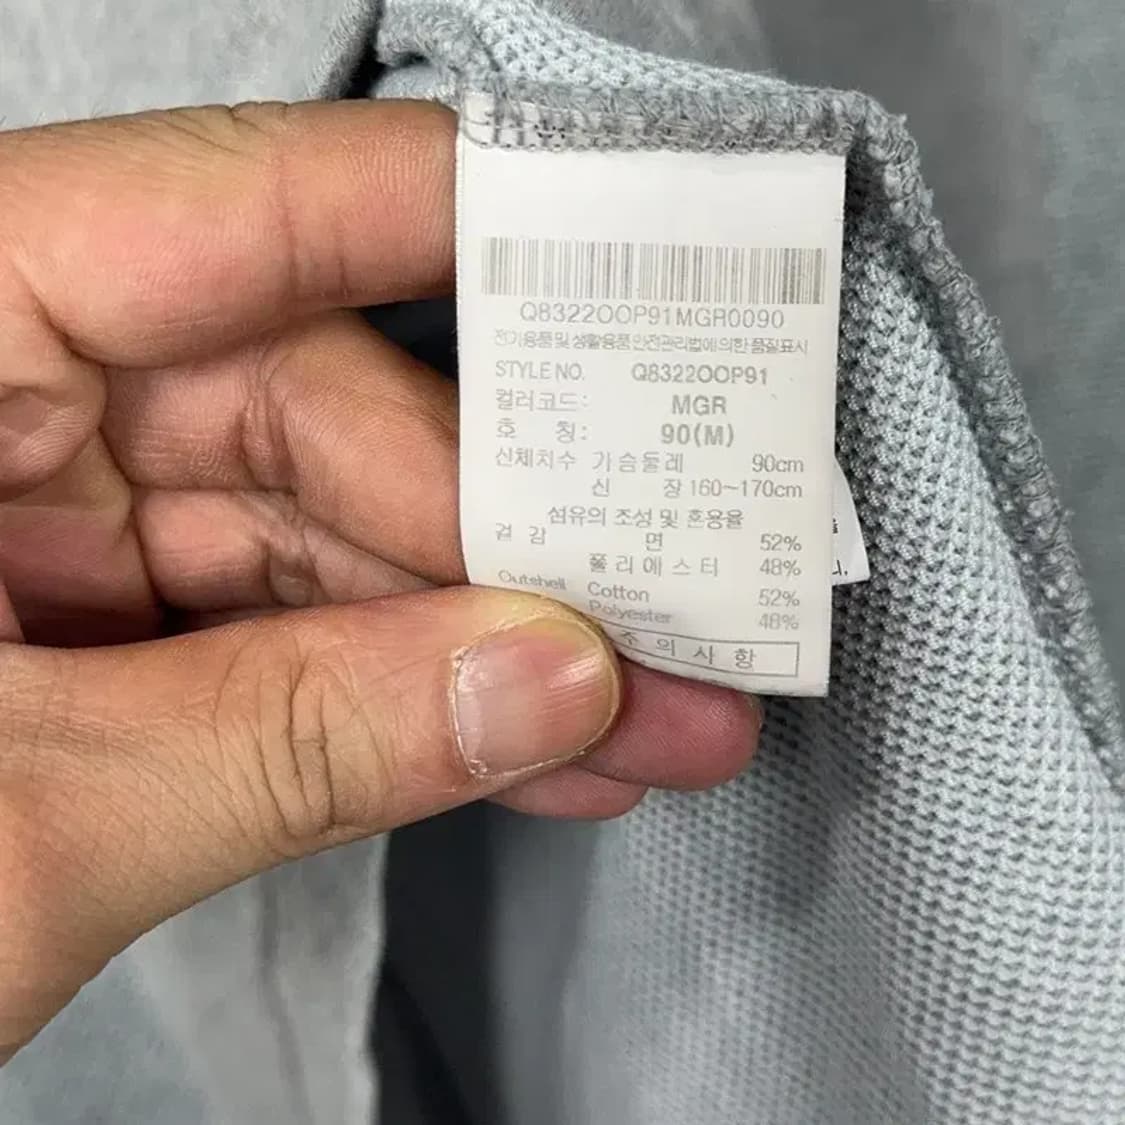 Q8322OOP91MGR0090
전기용품 및 생활용품 안전관리법에 의한 품질표시
STYLE NO. Q8322OOP91
컬러코드: MGR
호 칭: 90(M)
신체치수 가슴둘레 90cm
신 장 160~170cm
섬유의 조성 및 혼용율
겉 감 면 52%
폴리에스터 48%
Outshell Cotton 52%
Polyester 48%
주의사항